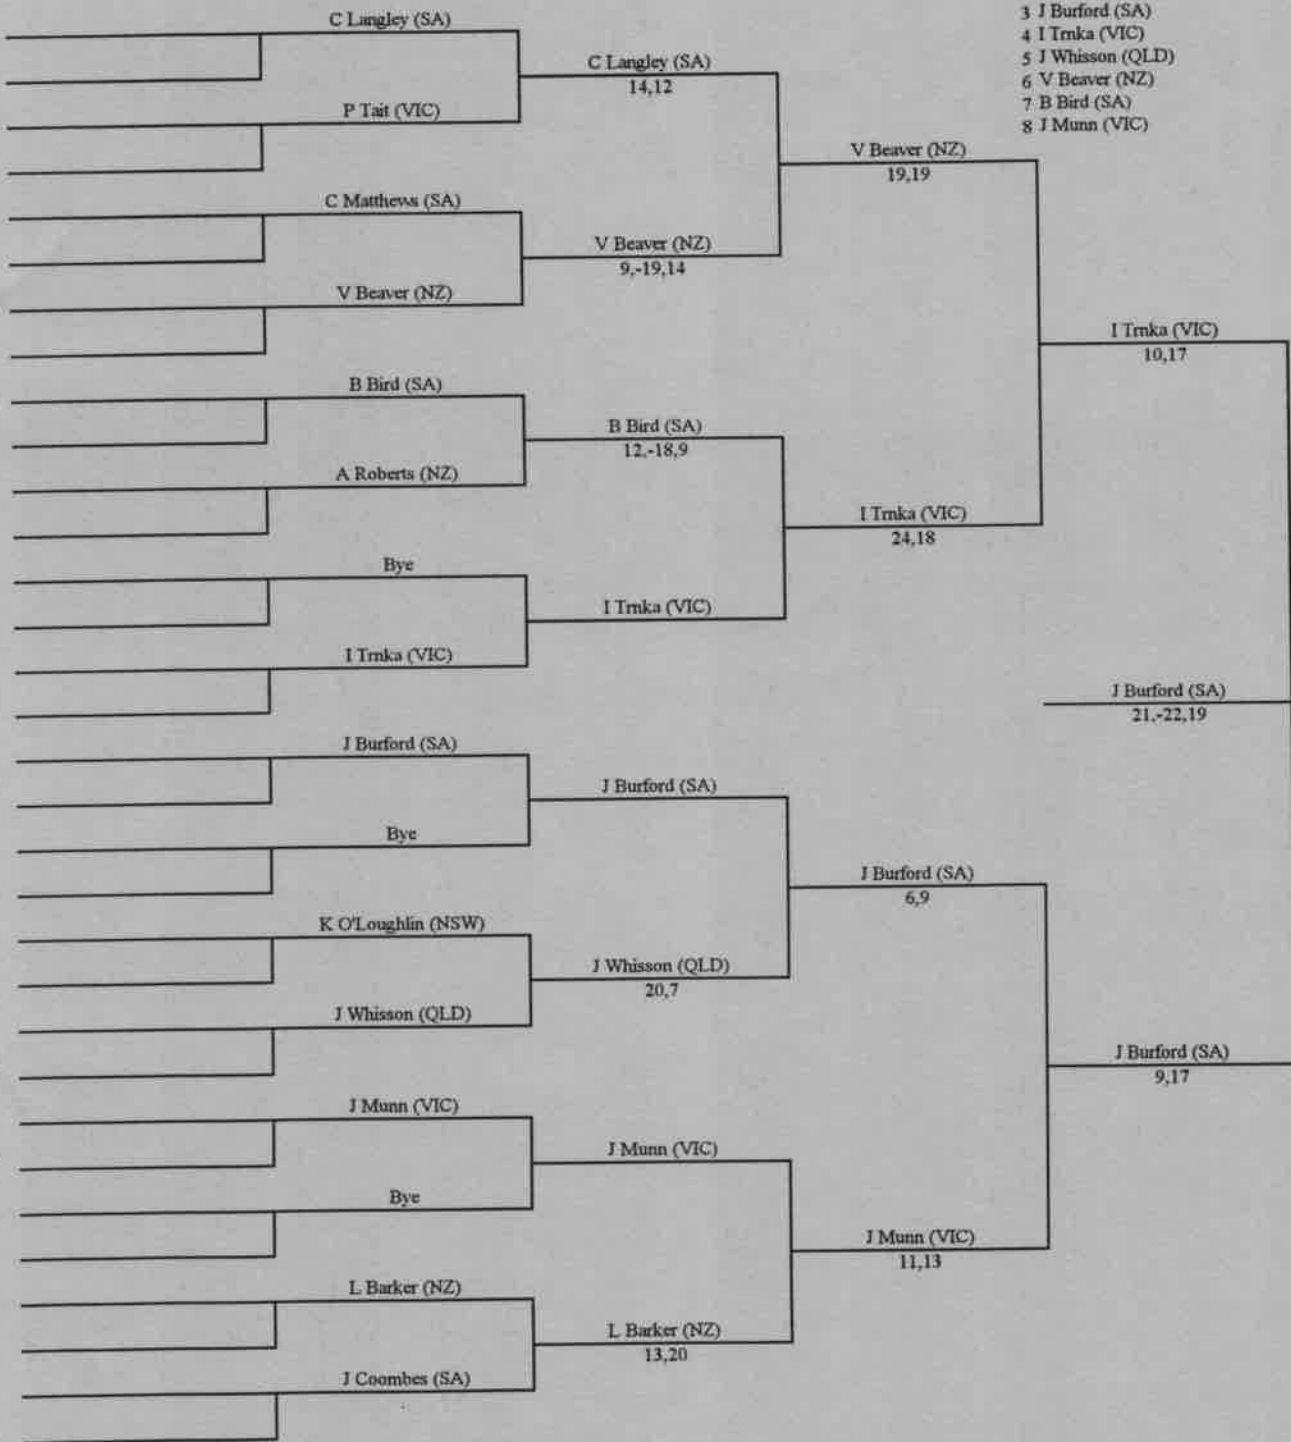 C Langley (SA)
P Tait (VIC)
C Matthews (SA)
V Beaver (NZ)
B Bird (SA)
A Roberts (NZ)
Bye
I Trnka (VIC)
J Burford (SA)
Bye
K O'Loughlin (NSW)
J Whisson (QLD)
J Munn (VIC)
Bye
L Barker (NZ)
J Coombes (SA)
C Langley (SA)
14,12
V Beaver (NZ)
9,-19,14
B Bird (SA)
12,-18,9
I Trnka (VIC)
J Burford (SA)
J Whisson (QLD)
20,7
J Munn (VIC)
L Barker (NZ)
13,20
V Beaver (NZ)
19,19
I Trnka (VIC)
24,18
J Burford (SA)
6,9
J Munn (VIC)
11,13
3 J Burford (SA)
4 I Trnka (VIC)
5 J Whisson (QLD)
6 V Beaver (NZ)
7 B Bird (SA)
8 J Munn (VIC)
I Trnka (VIC)
10,17
J Burford (SA)
21,-22,19
J Burford (SA)
9,17